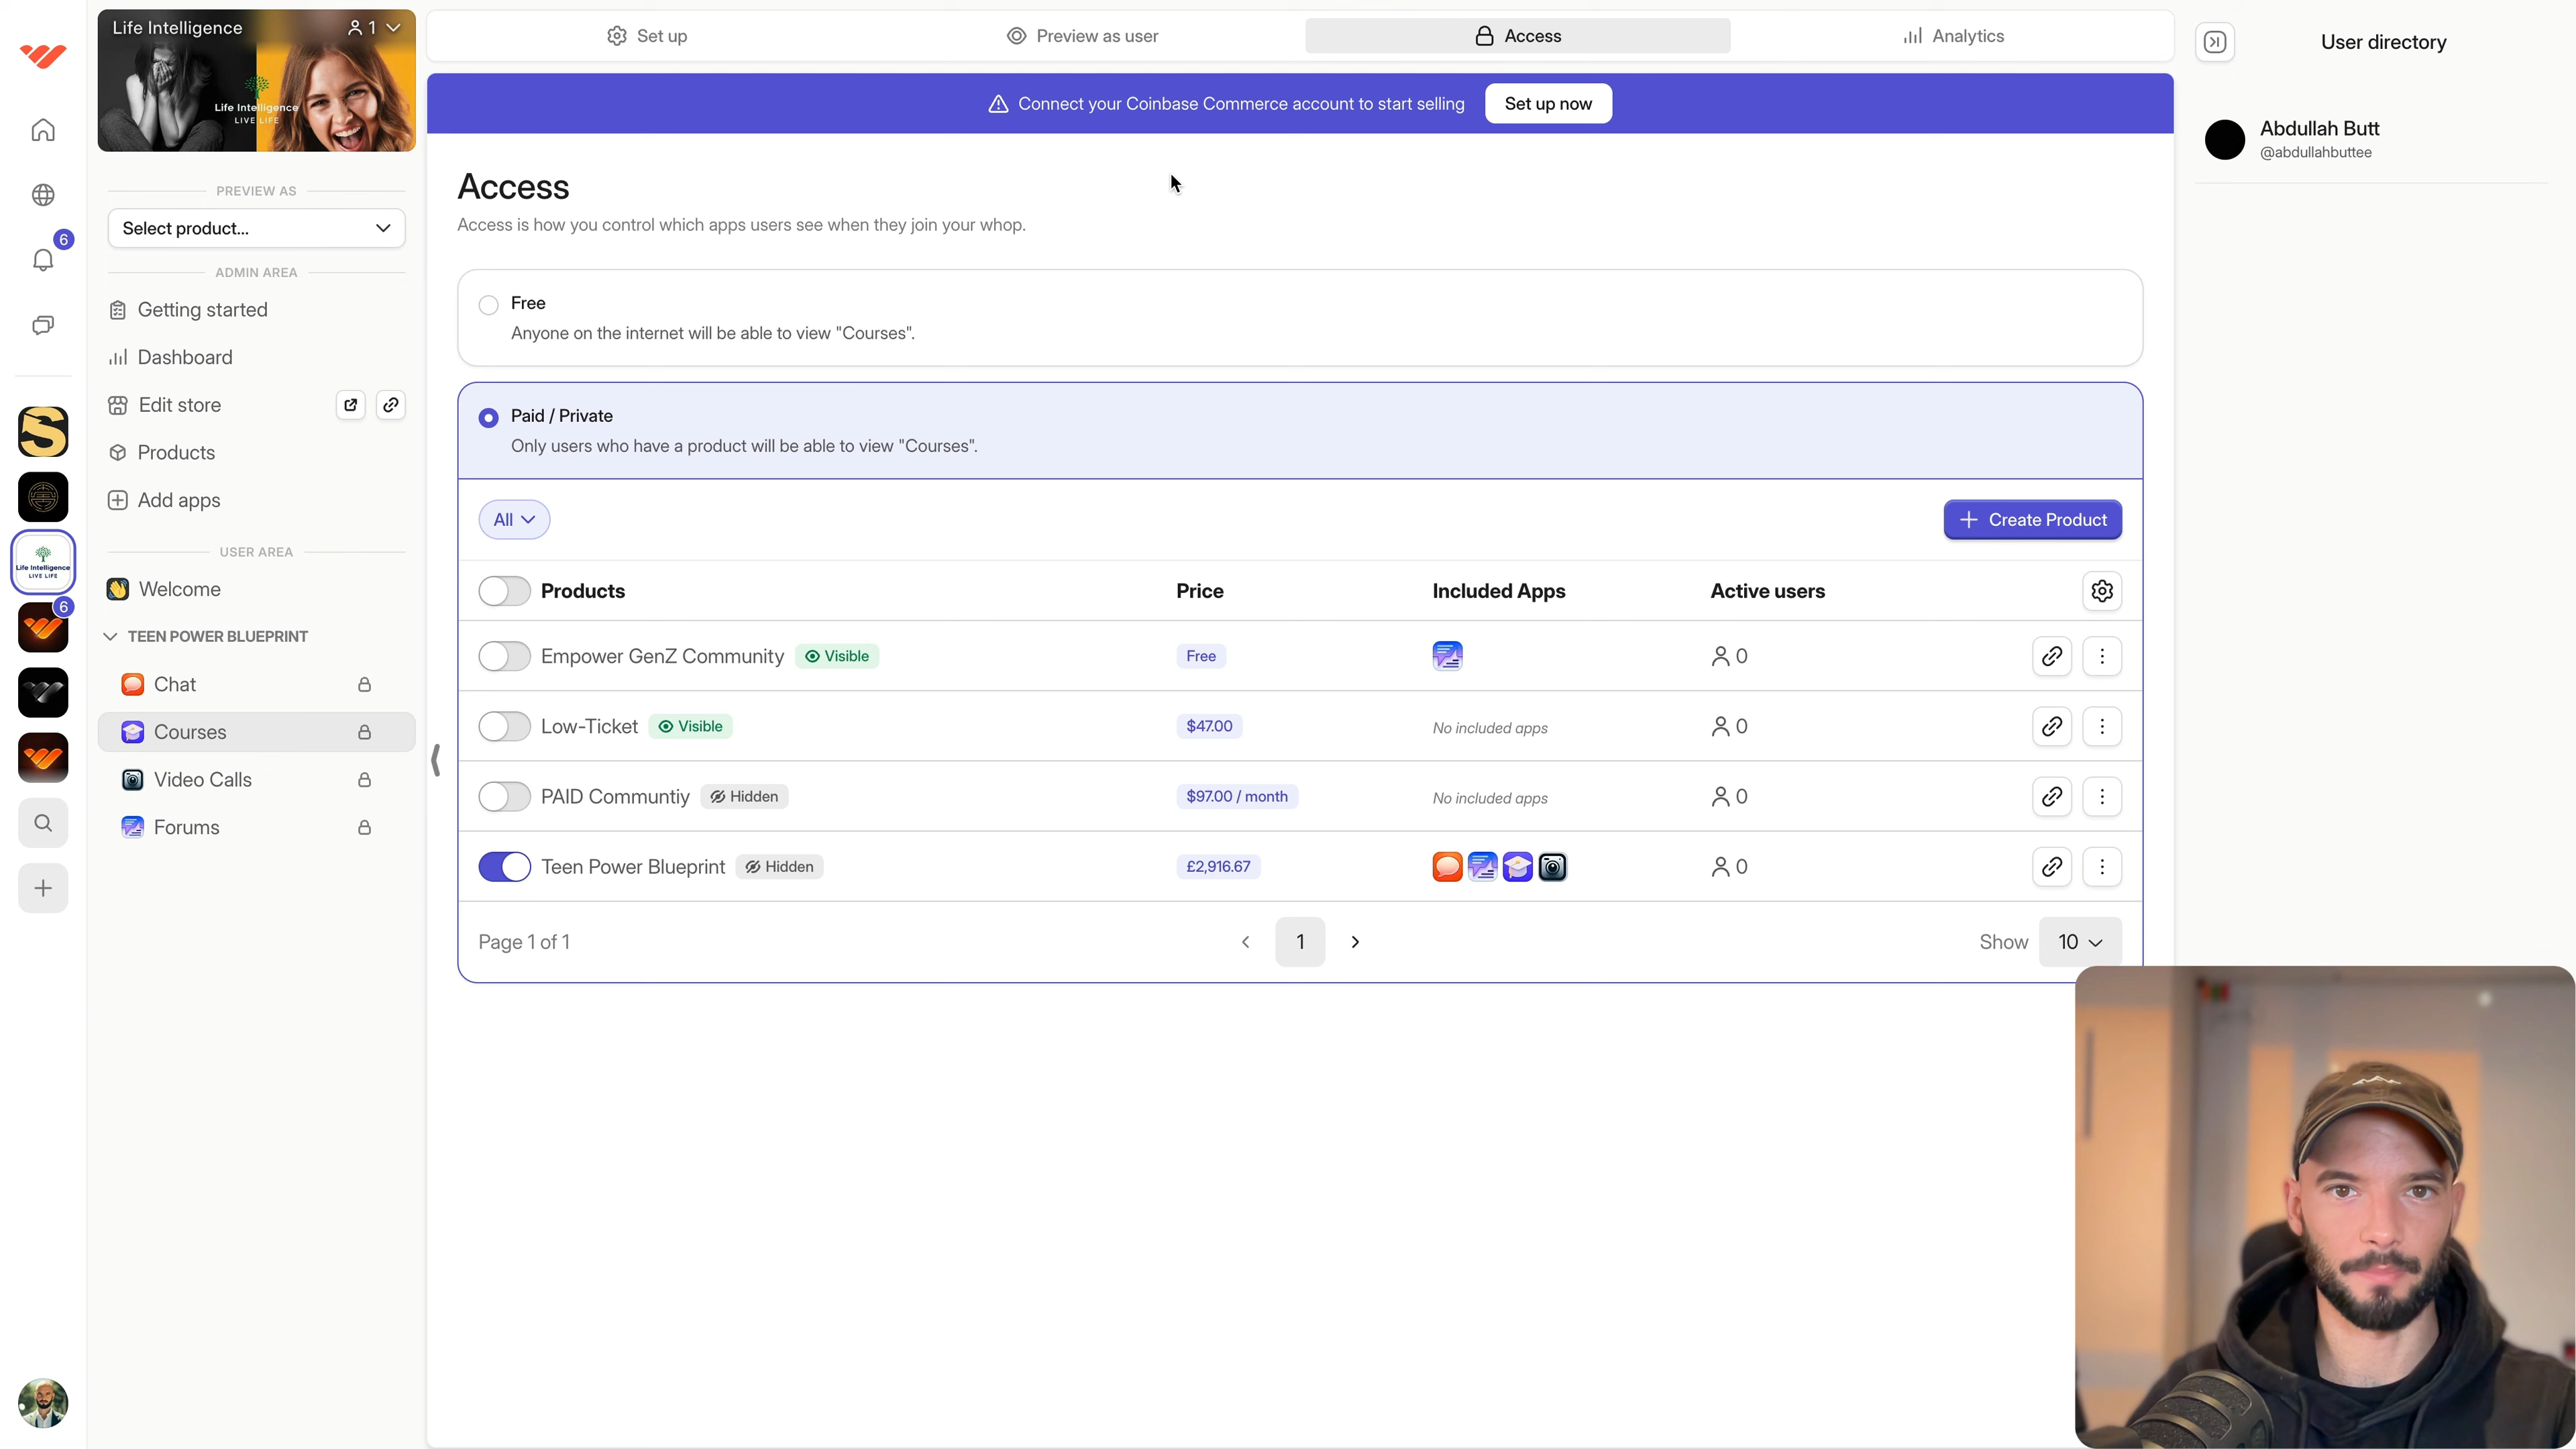 Life Intelligence
1
Life Intelligence
LIVE LIFE
PREVIEW AS
Select product...
ADMIN AREA
Getting started
Dashboard
Edit store
Products
Add apps
USER AREA
Welcome
TEEN POWER BLUEPRINT
Chat
Courses
Video Calls
Forums
6
S
Life Intelligence
LIVE LIFE
6
Set up
Preview as user
Access
Analytics
Connect your Coinbase Commerce account to start selling
Set up now
Access
Access is how you control which apps users see when they join your whop.
Free
Anyone on the internet will be able to view "Courses".
Paid / Private
Only users who have a product will be able to view "Courses".
All
Create Product
Products Price Included Apps Active users
Empower GenZ Community Visible Free 0
Low-Ticket Visible $47.00 No included apps 0
PAID Communtiy Hidden $97.00 / month No included apps 0
Teen Power Blueprint Hidden £2,916.67 0
Page 1 of 1 1 Show 10
User directory
Abdullah Butt
@abdullahbuttee